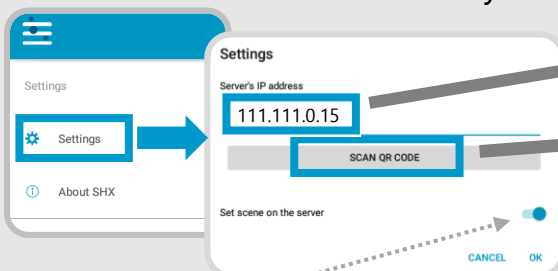 Settings
Settings
About SHX
Settings
Server's IP address
111.111.0.15
SCAN QR CODE
Set scene on the server
CANCEL OK